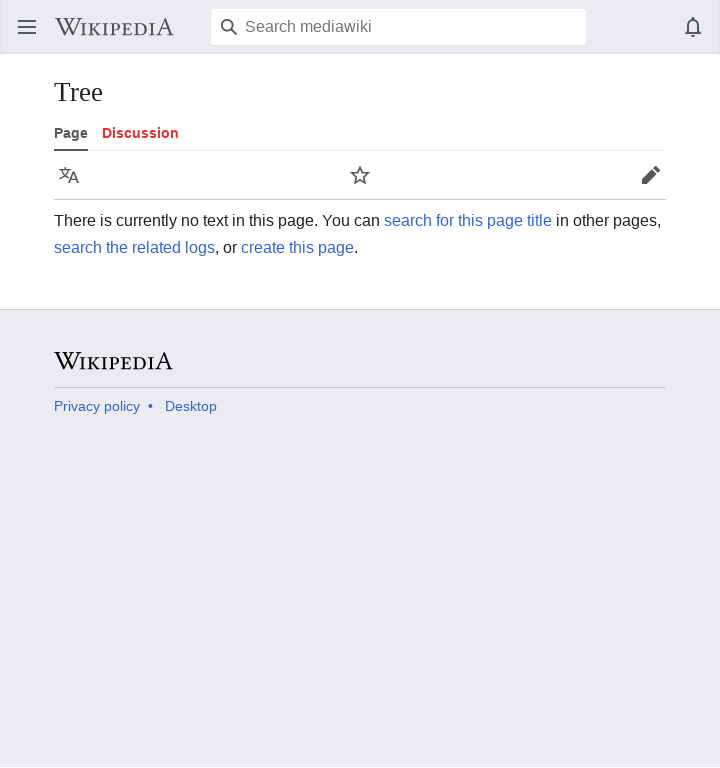 WIKIPEDIA Search mediawiki
Tree
Page Discussion
There is currently no text in this page. You can search for this page title in other pages,
search the related logs, or create this page.
WIKIPEDIA
Privacy policy • Desktop